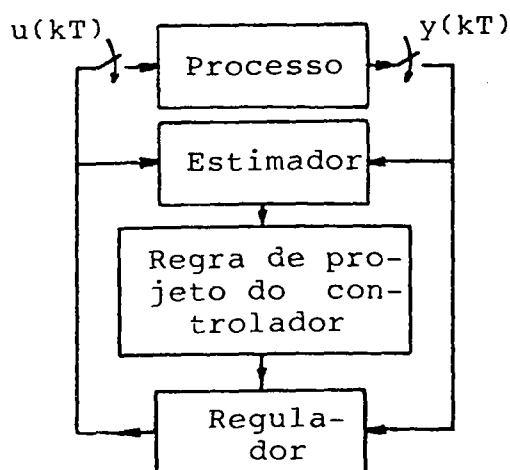 u(kT)
y(kT)
Processo
Estimador
Regra de pro-
jeto do con-
trolador
Regula-
dor